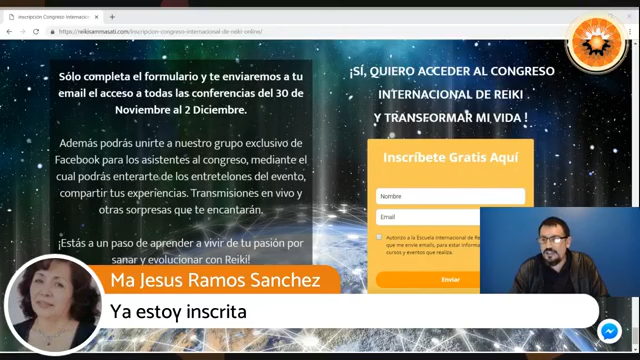 Inscripcion Congreso Internacion
https://reikisammasati.com/inscripcion-congreso-internacional-de-reiki-online/
Sólo completa el formulario y te enviaremos a tu
email el acceso a todas las conferencias del 30 de
Noviembre al 2 Diciembre.
Además podrás unirte a nuestro grupo exclusivo de
Facebook para los asistentes al congreso, mediante el
cual podrás enterarte de los entretelones del evento,
compartir tus experiencias. Transmisiones en vivo y
otras sorpresas que te encantarán.
¡Estás a un paso de aprender a vivir de tu pasión por
sanar y evolucionar con Reiki!
¡SÍ, QUIERO ACCEDER AL CONGRESO
INTERNACIONAL DE REIKI
Y TRANSFORMAR MI VIDA !
Inscríbete Gratis Aquí
Nombre
Email
Autorizo a la Escuela Internacional de
que me envíe emails, para estar
cursos y eventos que realiza.
Enviar
Ma Jesus Ramos Sanchez
Ya estoy inscrita